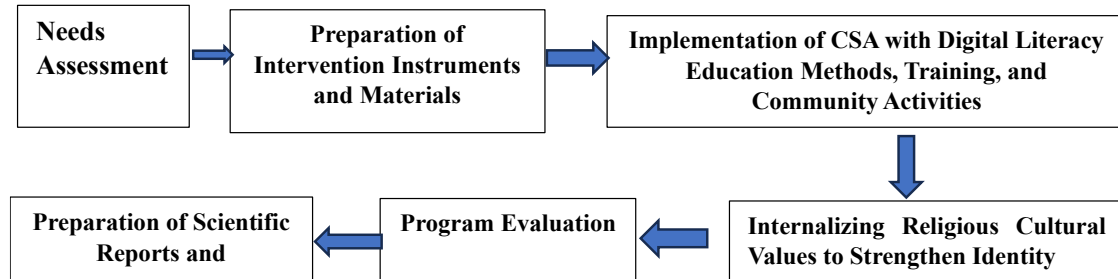 Needs
Assessment
Preparation of
Intervention Instruments
and Materials
Implementation of CSA with Digital Literacy
Education Methods, Training, and
Community Activities
Internalizing Religious Cultural
Values to Strengthen Identity
Program Evaluation
Preparation of Scientific
Reports and